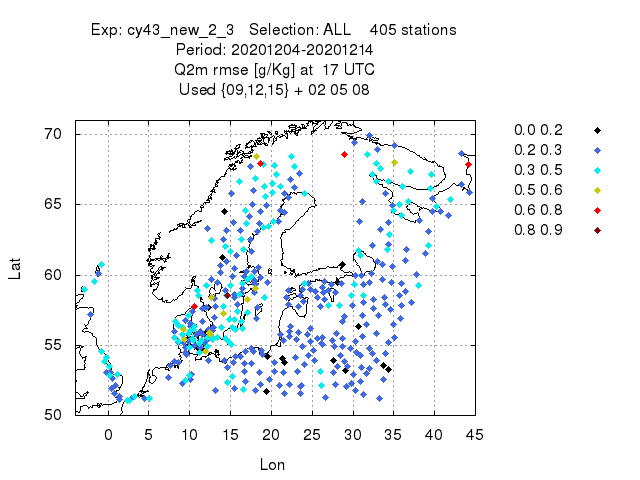 Exp: cy43_new_2_3 Selection: ALL 405 stations
Period: 20201204-20201214
Q2m rmse [g/Kg] at 17 UTC
Used {09,12,15} + 02 05 08
70
65
60
55
50
Lat
0 5 10 15 20 25 30 35 40 45
Lon
0.0 0.2
0.2 0.3
0.3 0.5
0.5 0.6
0.6 0.8
0.8 0.9